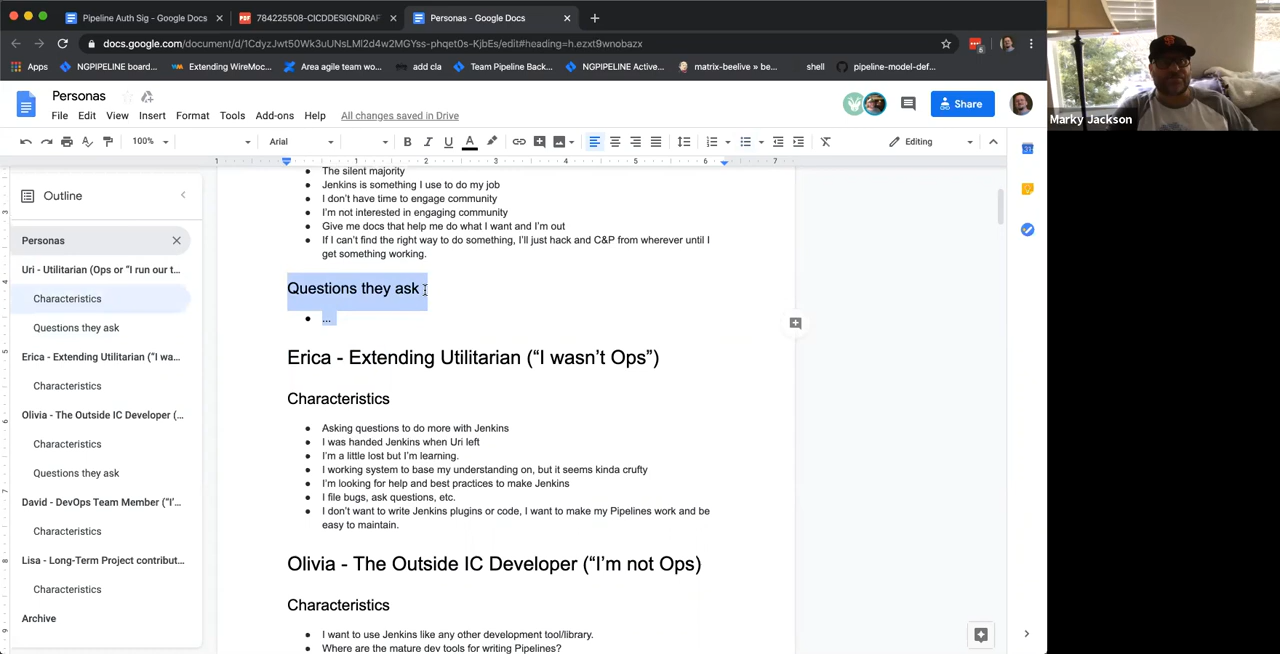 Pipeline Auth Sig - Google Docs
784225508-CICDDESIGNDRAF
Personas - Google Docs
docs.google.com/document/d/1CdyzJwt50Wk3uUNsLMl2d4w2MGYss-phqet0s-KjbEs/edit#heading=h.ezxt9wnobazx
Apps
NGPIPELINE board...
Extending WireMoc...
Area agile team wo...
add cla
Team Pipeline Back...
NGPIPELINE Active...
matrix-beelive » be...
shell
pipeline-model-def...
Marky Jackson
Personas
File Edit View Insert Format Tools Add-ons Help All changes saved in Drive
Share
100%
Arial
B I U A
Editing
1 1 2 3 4 5 6 7
Outline
Personas
Uri - Utilitarian (Ops or “I run our t...
Characteristics
Questions they ask
Erica - Extending Utilitarian (“I wa...
Characteristics
Olivia - The Outside IC Developer (...
Characteristics
Questions they ask
David - DevOps Team Member (“I’...
Characteristics
Lisa - Long-Term Project contribut...
Characteristics
Archive
The silent majority
Jenkins is something I use to do my job
I don’t have time to engage community
I’m not interested in engaging community
Give me docs that help me do what I want and I’m out
If I can’t find the right way to do something, I’ll just hack and C&P from wherever until I
get something working.
Questions they ask
...
Erica - Extending Utilitarian (“I wasn’t Ops”)
Characteristics
Asking questions to do more with Jenkins
I was handed Jenkins when Uri left
I’m a little lost but I’m learning.
I working system to base my understanding on, but it seems kinda crufty
I’m looking for help and best practices to make Jenkins
I file bugs, ask questions, etc.
I don’t want to write Jenkins plugins or code, I want to make my Pipelines work and be
easy to maintain.
Olivia - The Outside IC Developer (“I’m not Ops)
Characteristics
I want to use Jenkins like any other development tool/library.
Where are the mature dev tools for writing Pipelines?